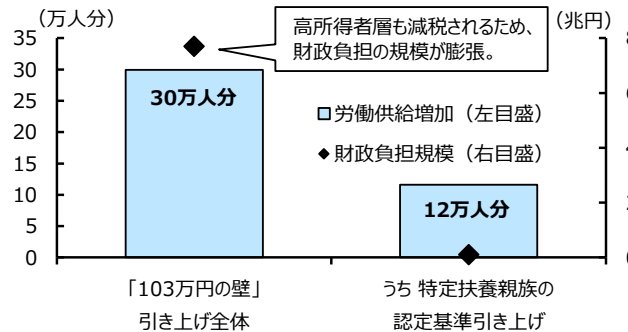 （万人分）
（兆円）
高所得者層も減税されるため、
財政負担の規模が膨張。
35
30
25
20
15
10
5
0
30万人分
12万人分
労働供給増加（左目盛）
財政負担規模（右目盛）
「103万円の壁」
引き上げ全体
うち 特定扶養親族の
認定基準引き上げ